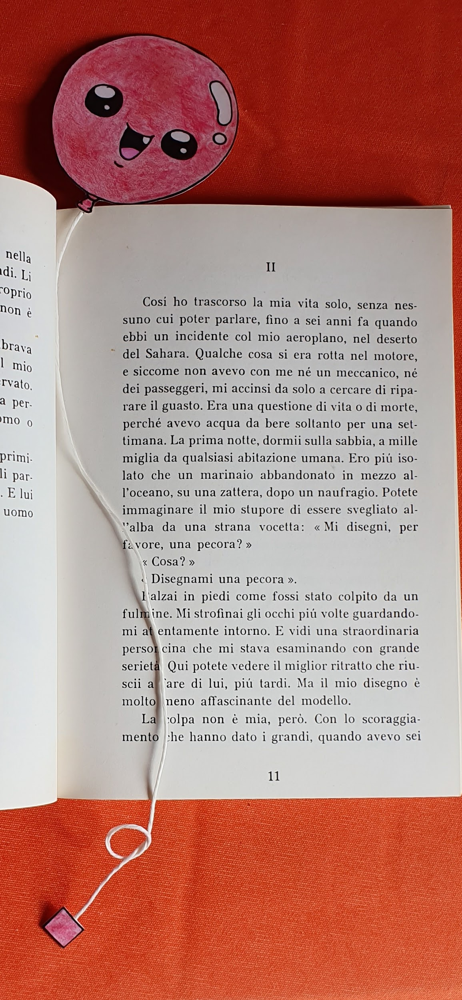 nella
Li
non è
mio
a per-
o
primi-
li par-
E lui
uomo
II
Cosí ho trascorso la mia vita solo, senza nes-
suno cui poter parlare, fino a sei anni fa quando
ebbi un incidente col mio aeroplano, nel deserto
del Sahara. Qualche cosa si era rotta nel motore,
e siccome non avevo con me né un meccanico, né
dei passeggeri, mi accinsi da solo a cercare di ripa-
rare il guasto. Era una questione di vita o di morte,
perché avevo acqua da bere soltanto per una set-
timana. La prima notte, dormii sulla sabbia, a mille
miglia da qualsiasi abitazione umana. Ero piú iso-
lato che un marinaio abbandonato in mezzo al-
l'oceano, su una zattera, dopo un naufragio. Potete
immaginare il mio stupore di essere svegliato al-
l'alba da una strana vocetta: « Mi disegni, per
favore, una pecora? »
« Cosa? »
« Disegnami una pecora ».
Balzai in piedi come fossi stato colpito da un
fulmine. Mi strofinai gli occhi piú volte guardando-
mi attentamente intorno. E vidi una straordinaria
personcina che mi stava esaminando con grande
serietà. Qui potete vedere il miglior ritratto che riu-
scii a fare di lui, piú tardi. Ma il mio disegno è
molto meno affascinante del modello.
La colpa non è mia, però. Con lo scoraggia-
mento che hanno dato i grandi, quando avevo sei
11